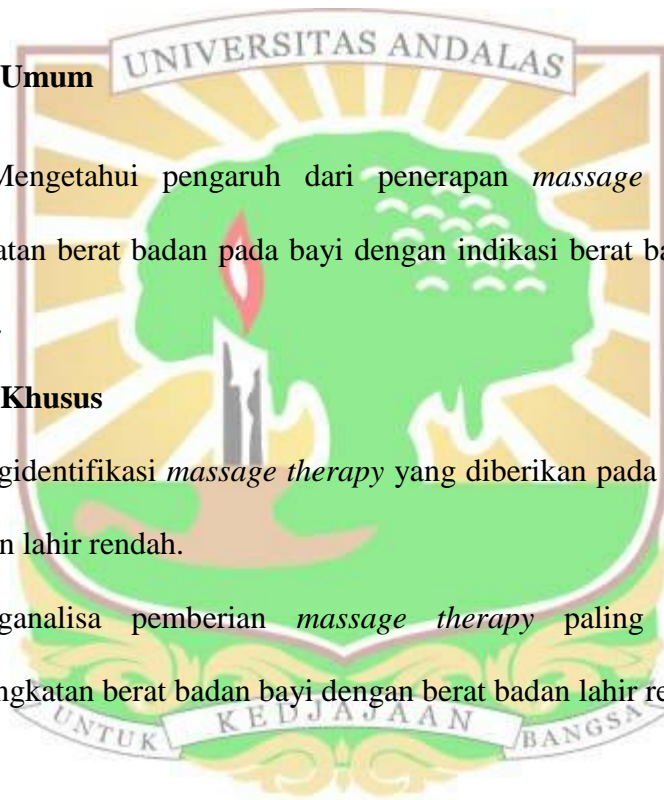 UNIVERSITAS ANDALAS
Umum
Mengetahui pengaruh dari penerapan massage
atan berat badan pada bayi dengan indikasi berat ba
Khusus
gidentifikasi massage therapy yang diberikan pada
n lahir rendah.
ganalisa pemberian massage therapy paling
ngkatan berat badan bayi dengan berat badan lahir re
UNTUK KEDJAJAAN BANGSA